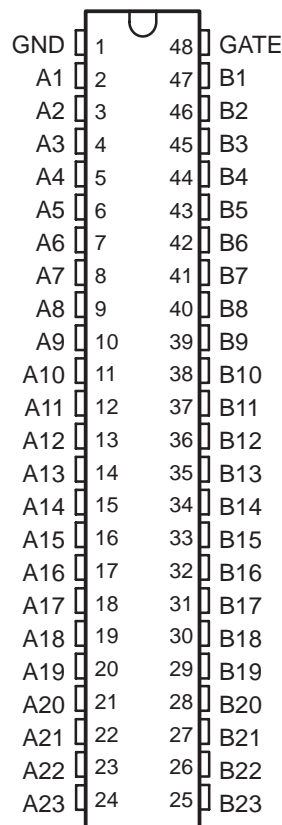 GND 1 48 GATE
A1 2 47 B1
A2 3 46 B2
A3 4 45 B3
A4 5 44 B4
A5 6 43 B5
A6 7 42 B6
A7 8 41 B7
A8 9 40 B8
A9 10 39 B9
A10 11 38 B10
A11 12 37 B11
A12 13 36 B12
A13 14 35 B13
A14 15 34 B14
A15 16 33 B15
A16 17 32 B16
A17 18 31 B17
A18 19 30 B18
A19 20 29 B19
A20 21 28 B20
A21 22 27 B21
A22 23 26 B22
A23 24 25 B23